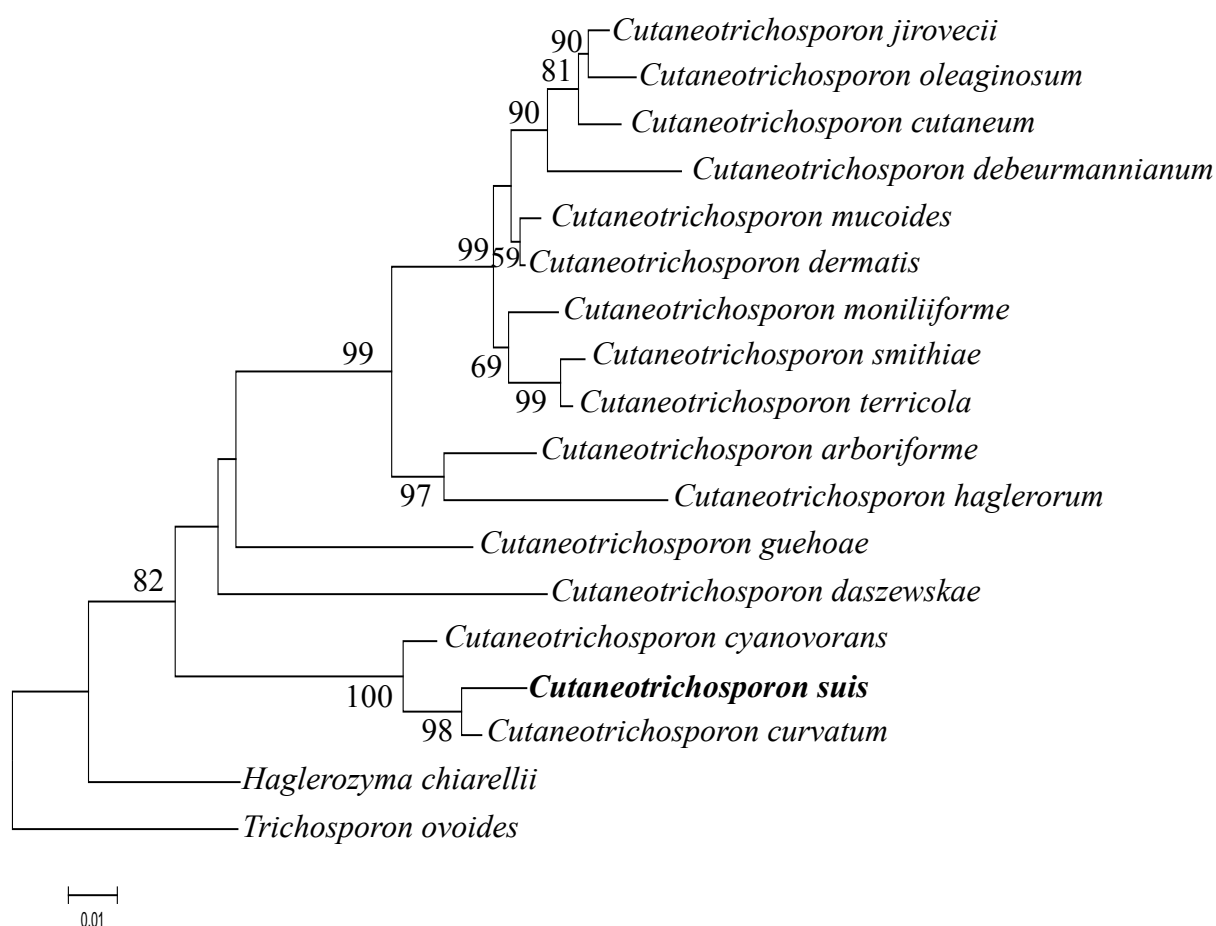 Cutaneotrichosporon jirovecii
90
Cutaneotrichosporon oleaginosum
81
Cutaneotrichosporon cutaneum
90
Cutaneotrichosporon debeurmannianum
Cutaneotrichosporon mucoides
99
59
Cutaneotrichosporon dermatis
Cutaneotrichosporon moniliiforme
99
Cutaneotrichosporon smithiae
69
Cutaneotrichosporon terricola
99
Cutaneotrichosporon arboriforme
97
Cutaneotrichosporon haglerorum
Cutaneotrichosporon guehoae
82
Cutaneotrichosporon daszewskae
Cutaneotrichosporon cyanovorans
100
Cutaneotrichosporon suis
98
Cutaneotrichosporon curvatum
Haglerozyma chiarellii
Trichosporon ovoides
0.01